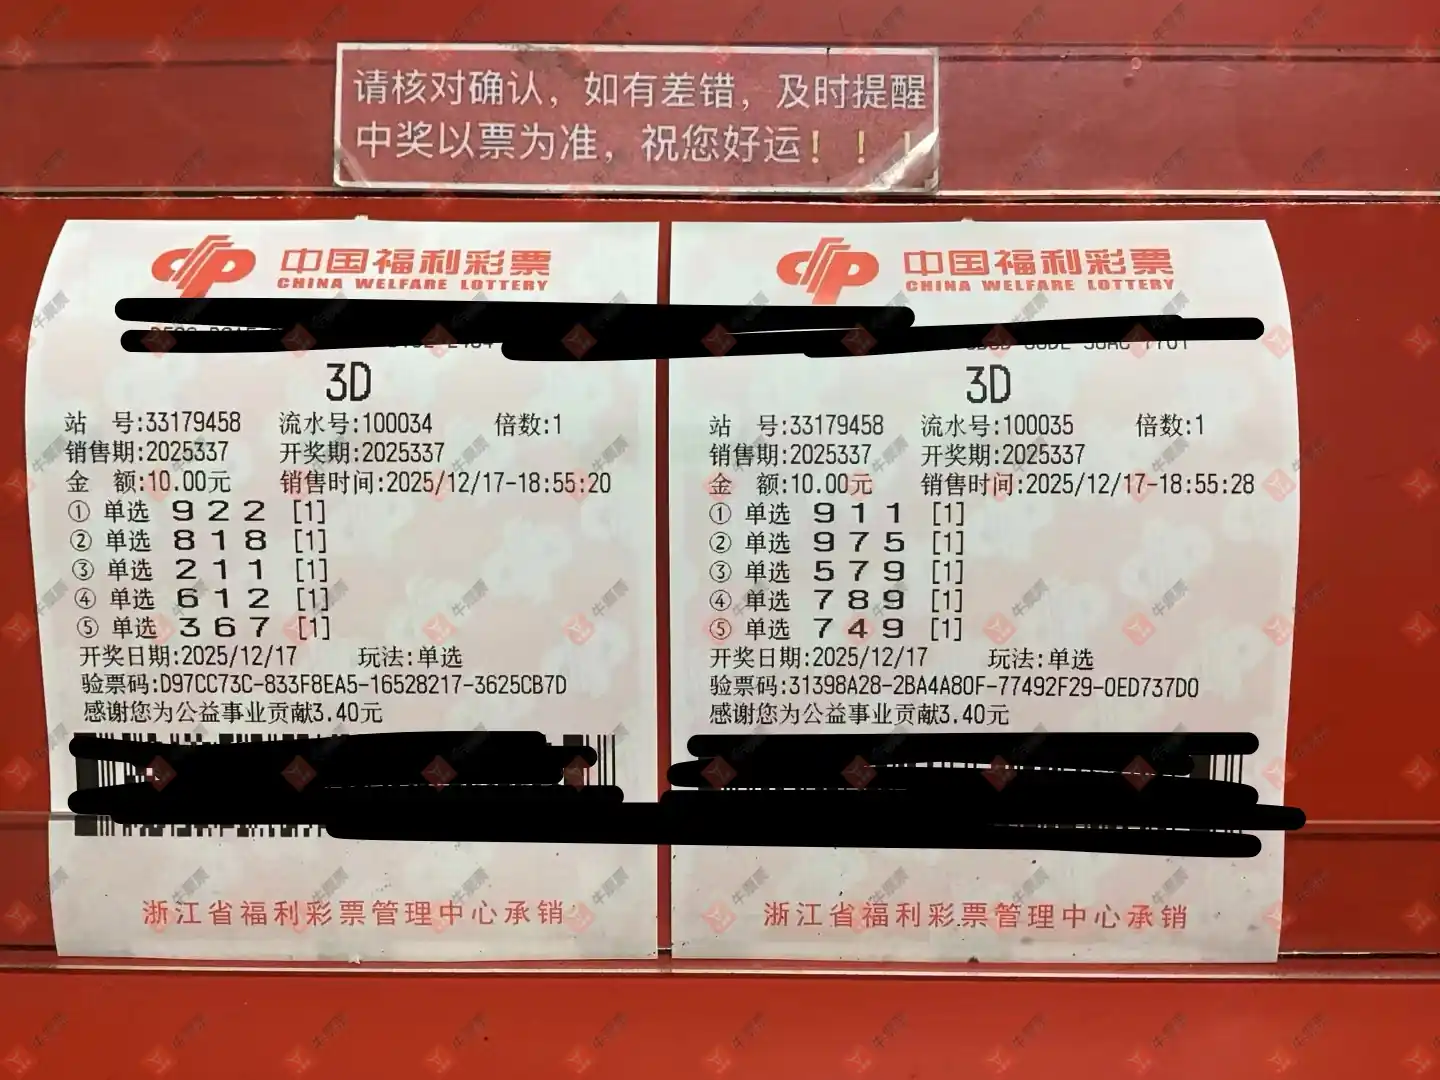 请核对确认，如有差错，及时提醒
中奖以票为准，祝您好运！！！
中国福利彩票
CHINA WELFARE LOTTERY
3D
站 号:33179458 流水号:100034 倍数:1
销售期:2025337 开奖期:2025337
金 额:10.00元 销售时间:2025/12/17-18:55:20
① 单选 9 2 2 [1]
② 单选 8 1 8 [1]
③ 单选 2 1 1 [1]
④ 单选 6 1 2 [1]
⑤ 单选 3 6 7 [1]
开奖日期:2025/12/17 玩法:单选
验票码:D97CC73C-833F8EA5-16528217-3625CB7D
感谢您为公益事业贡献3.40元
浙江省福利彩票管理中心承销
中国福利彩票
CHINA WELFARE LOTTERY
3D
站 号:33179458 流水号:100035 倍数:1
销售期:2025337 开奖期:2025337
金 额:10.00元 销售时间:2025/12/17-18:55:28
① 单选 9 1 1 [1]
② 单选 9 7 5 [1]
③ 单选 5 7 9 [1]
④ 单选 7 8 9 [1]
⑤ 单选 7 4 9 [1]
开奖日期:2025/12/17 玩法:单选
验票码:31398A28-2BA4A80F-77492F29-0ED737D0
感谢您为公益事业贡献3.40元
浙江省福利彩票管理中心承销